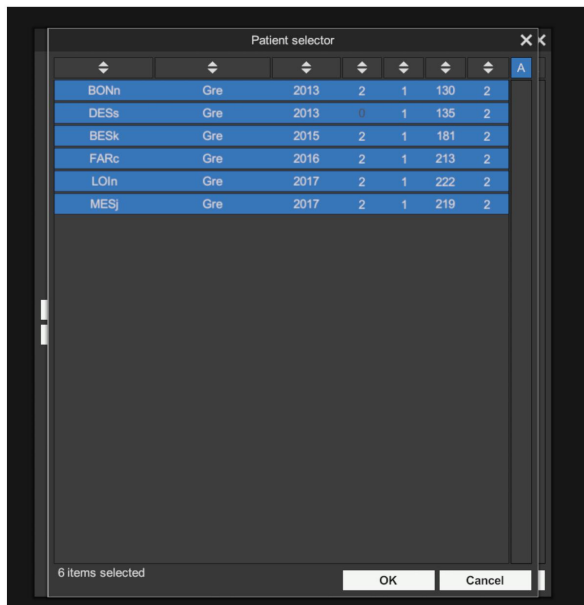 Patient selector
A
BONn Gre 2013 2 1 130 2
DESs Gre 2013 0 1 135 2
BESk Gre 2015 2 1 181 2
FARc Gre 2016 2 1 213 2
LOIn Gre 2017 2 1 222 2
MESj Gre 2017 2 1 219 2
6 items selected
OK Cancel